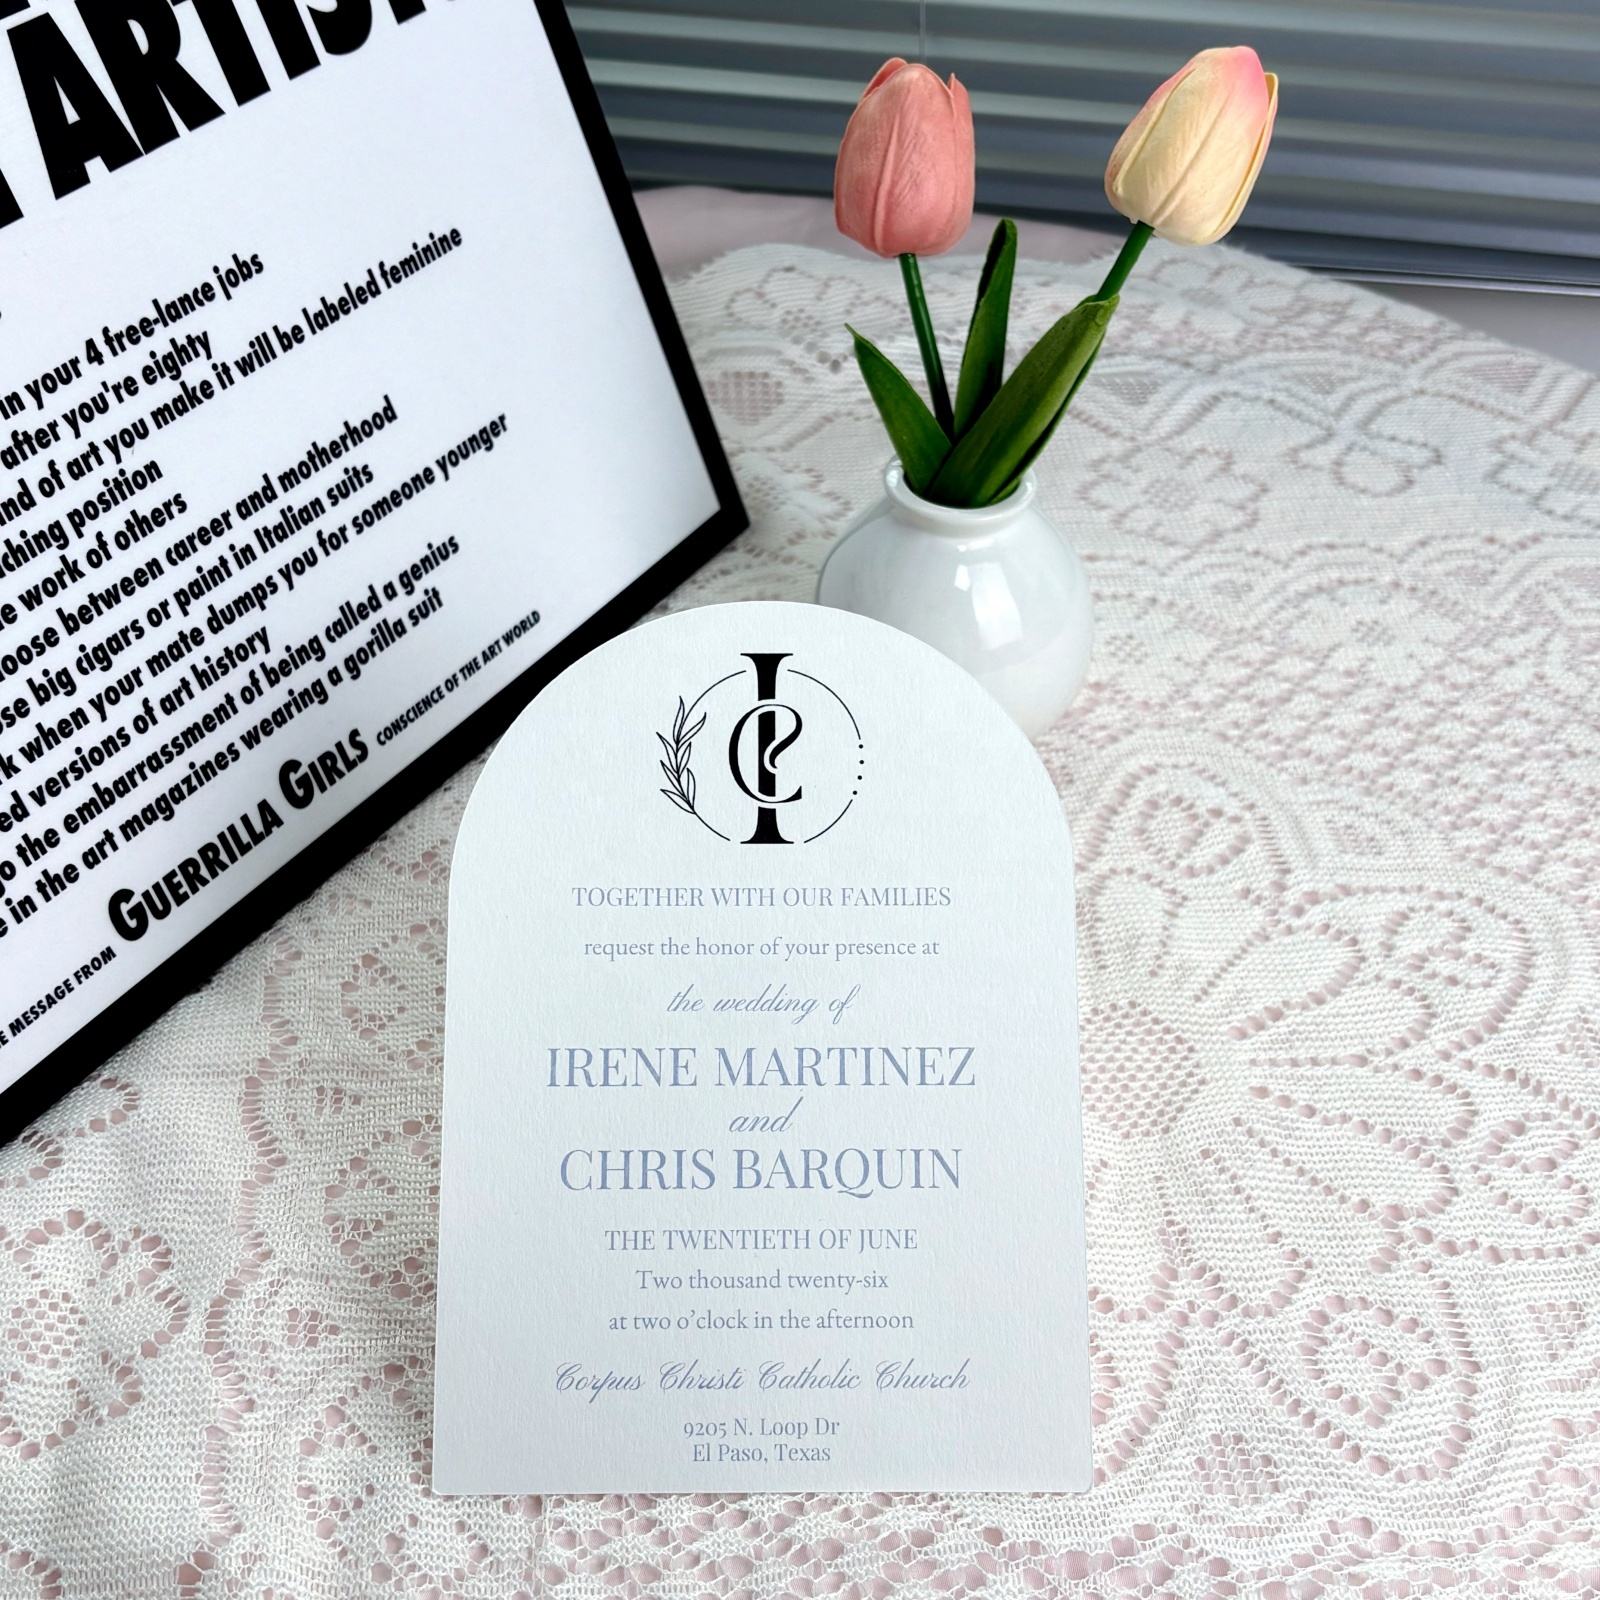 ARTIS
in your 4 free-lance jobs
after you're eighty
nd of art you make it will be labeled feminine
ching position
e work of others
oose between career and motherhood
se big cigars or paint in Italian suits
k when your mate dumps you for someone younger
ed versions of art history
o the embarrassment of being called a genius
e in the art magazines wearing a gorilla suit
E MESSAGE FROM GUERRILLA GIRLS CONSCIENCE OF THE ART WORLD
I
C
TOGETHER WITH OUR FAMILIES
request the honor of your presence at
the wedding of
IRENE MARTINEZ
and
CHRIS BARQUIN
THE TWENTIETH OF JUNE
Two thousand twenty-six
at two o'clock in the afternoon
Corpus Christi Catholic Church
9205 N. Loop Dr
El Paso, Texas